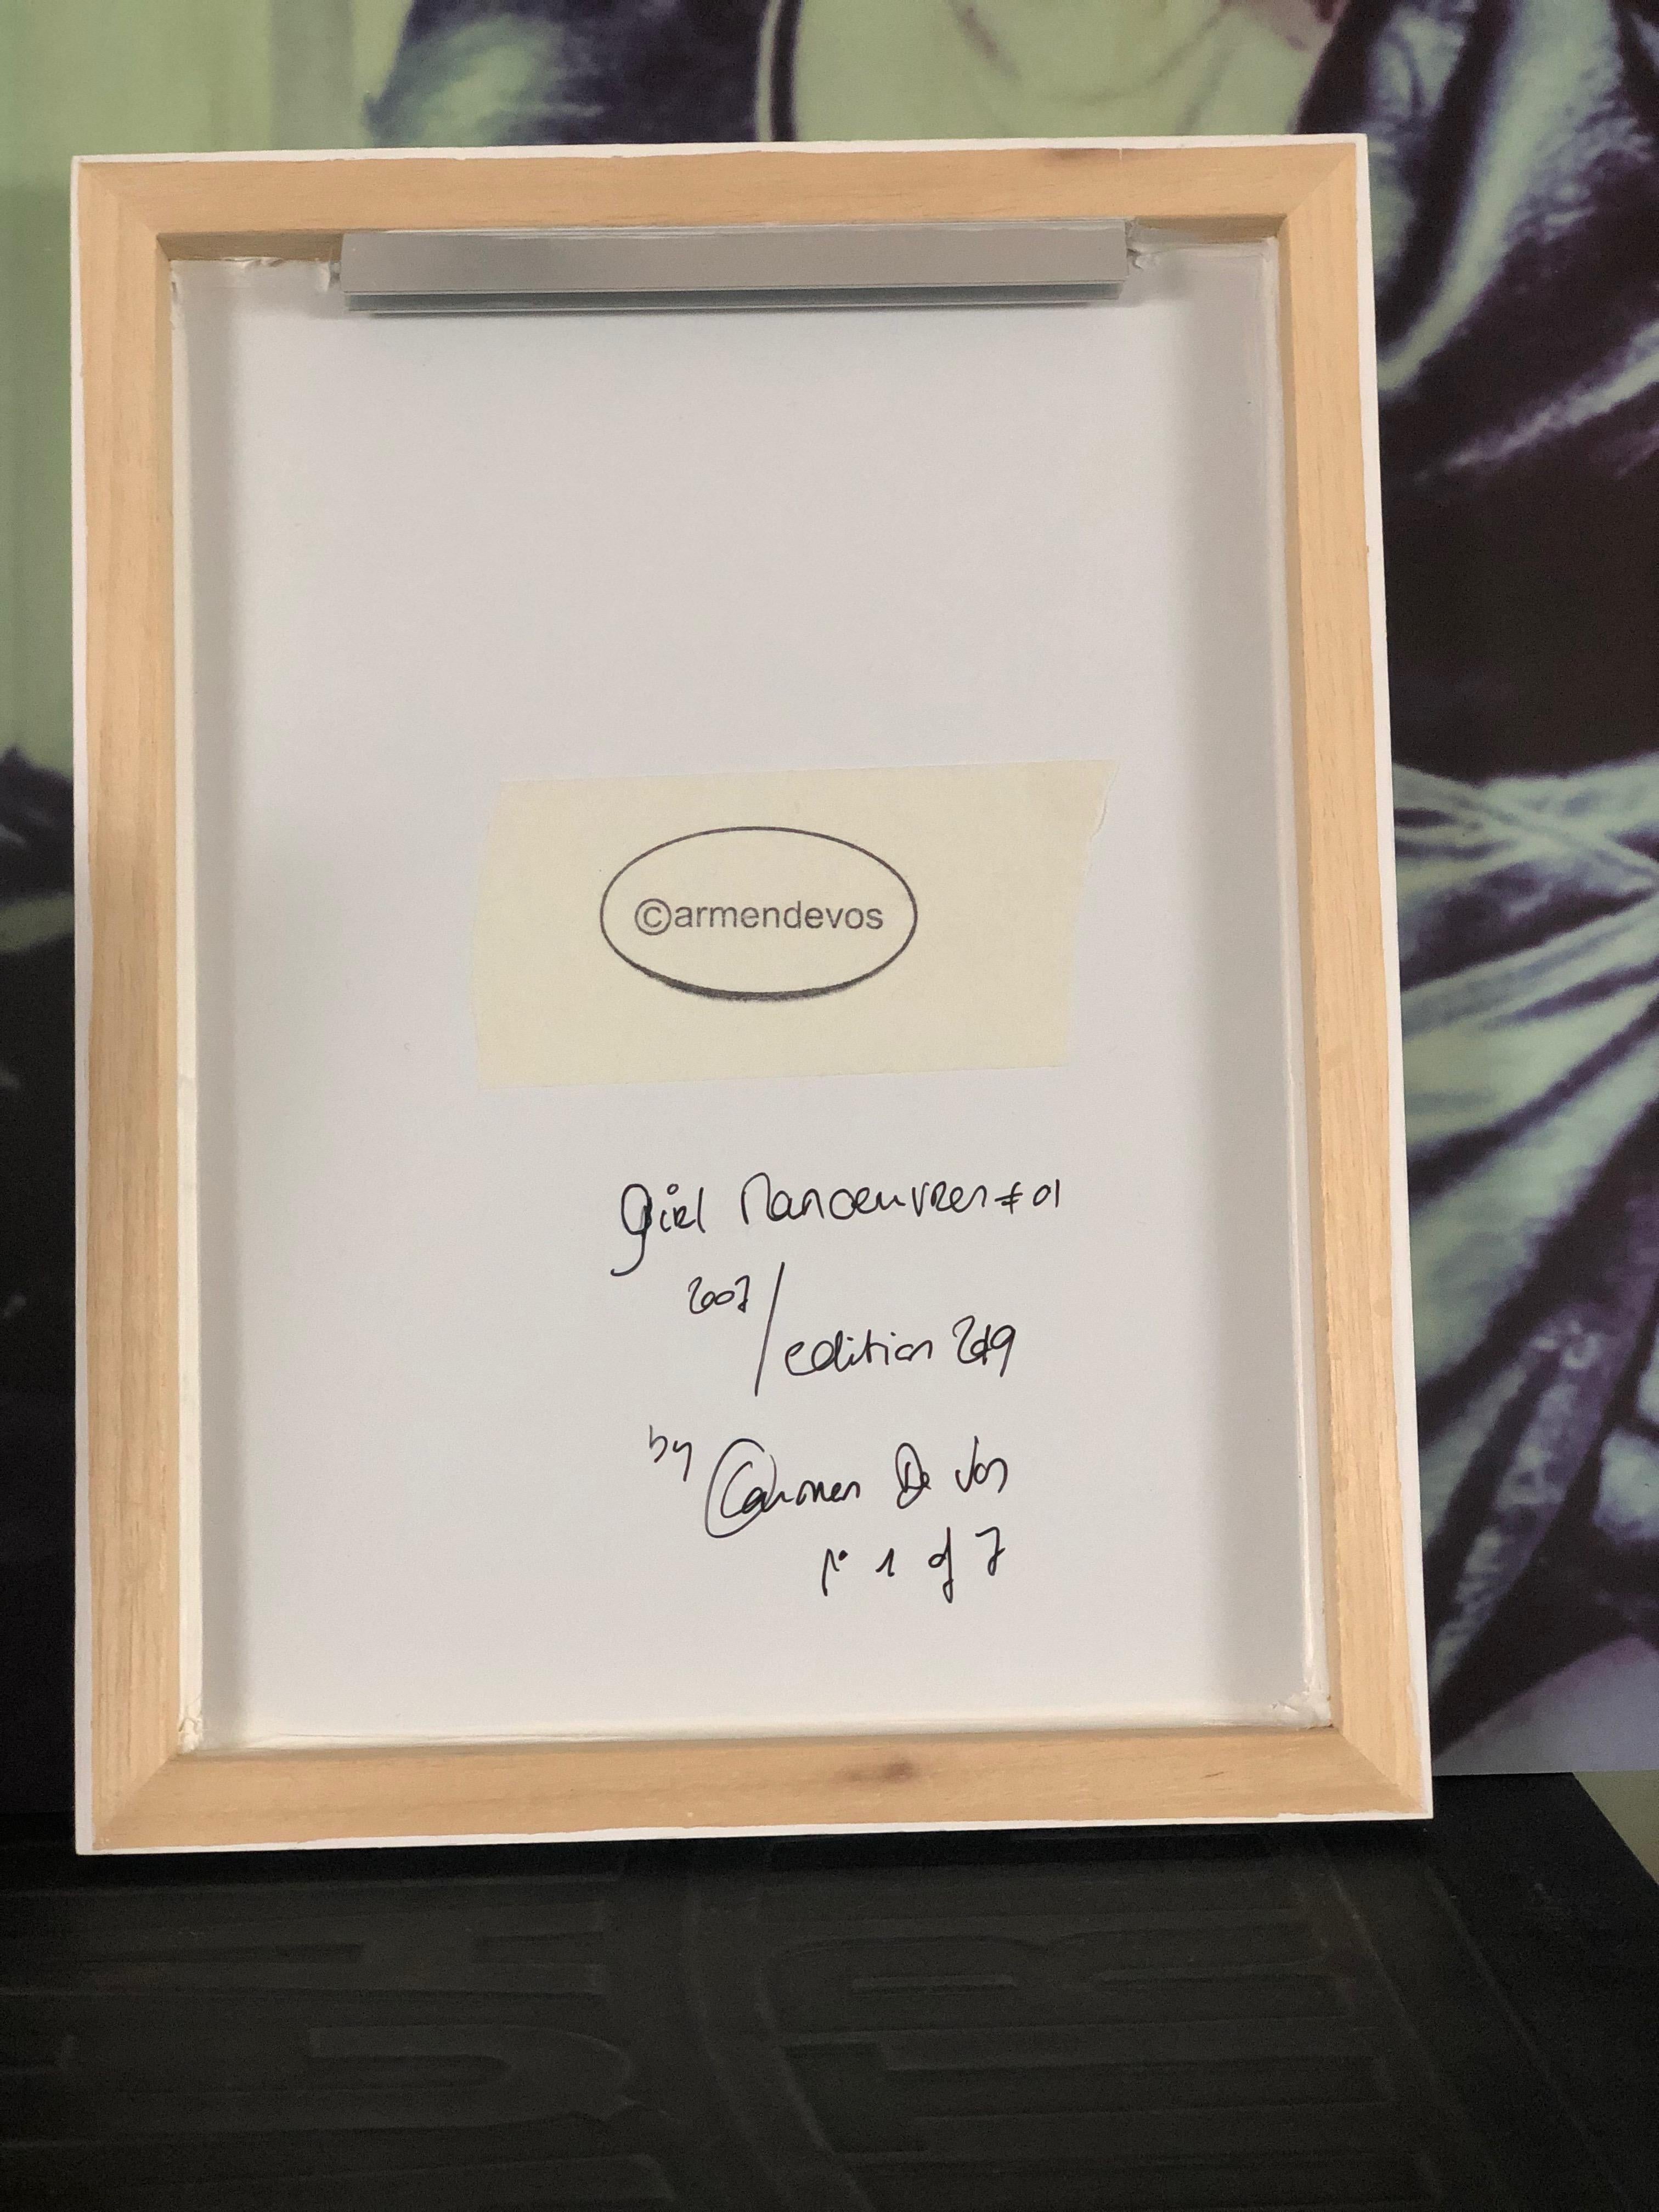 ©armendevos
Girl Manoeuvres #01
2007/
edition 2019
by Carmen De Vos
n° 1 of 7